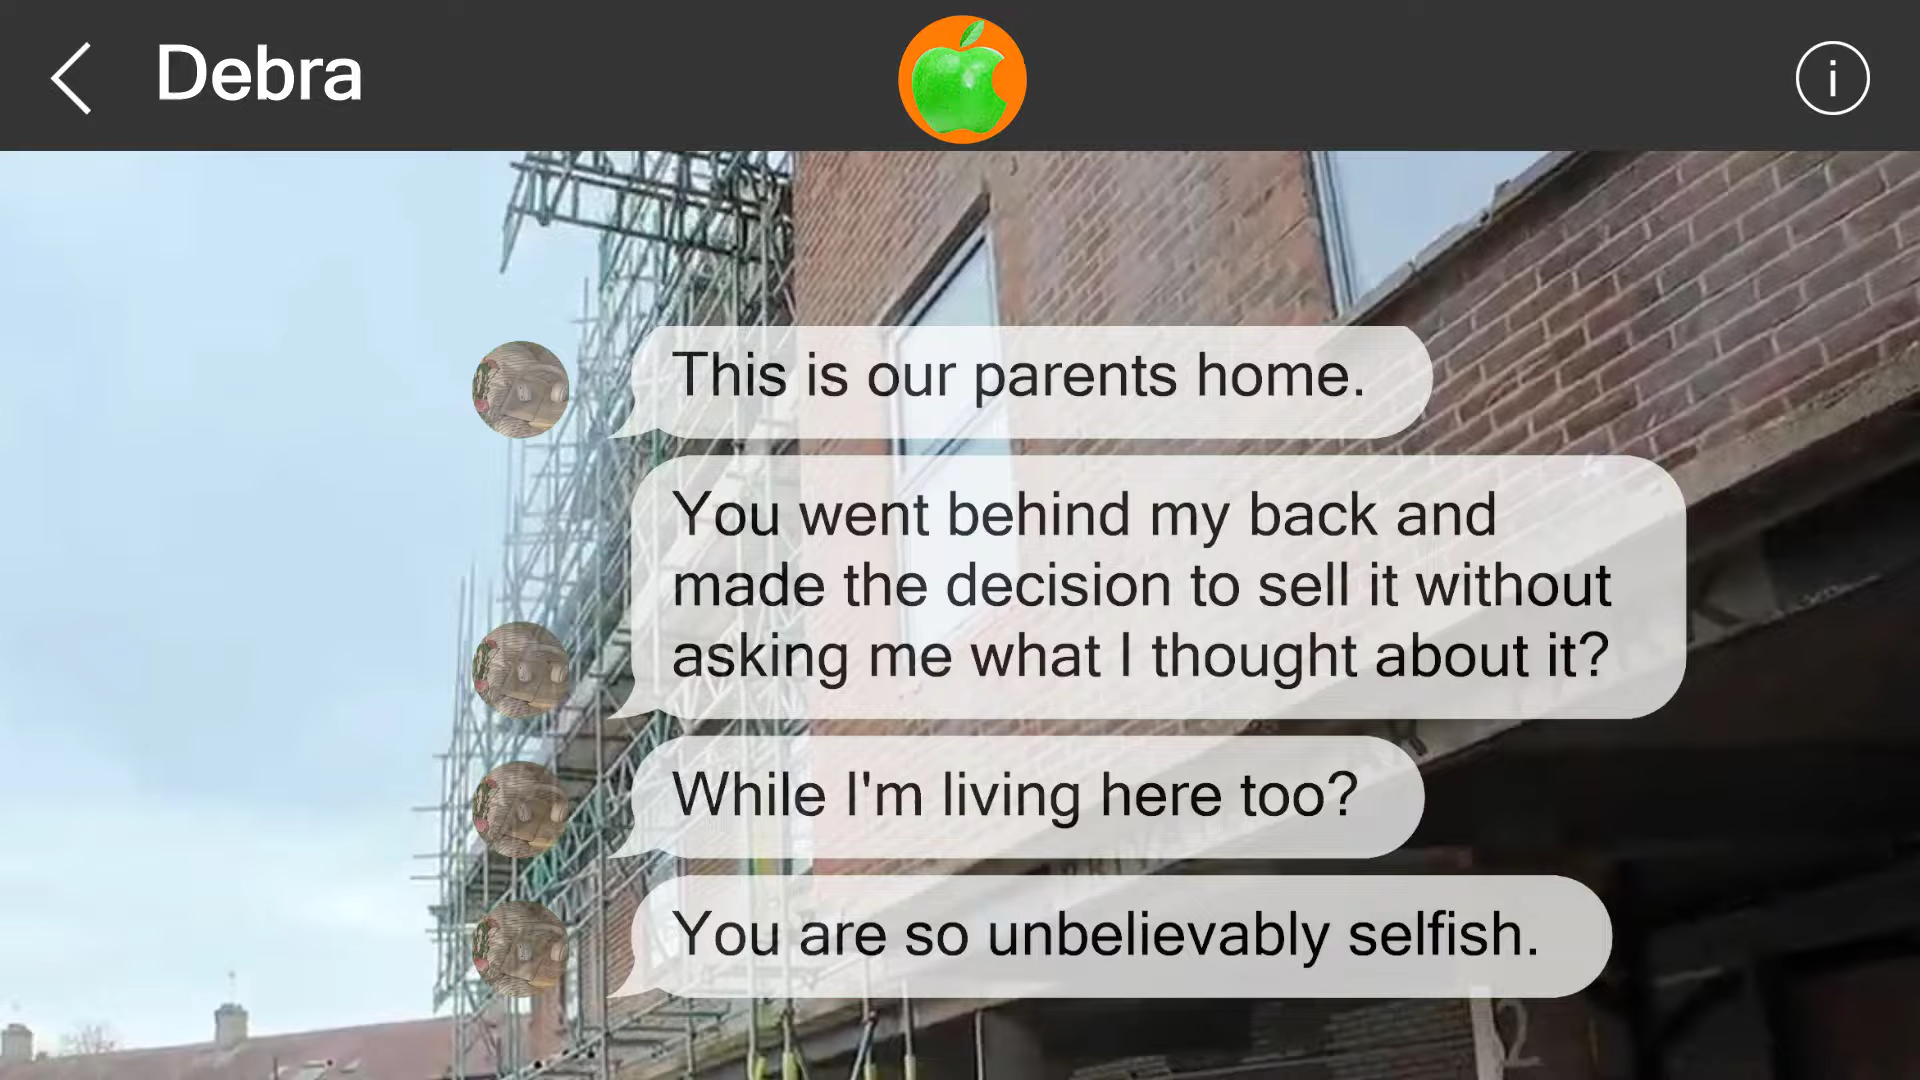 Debra
This is our parents home.
You went behind my back and
made the decision to sell it without
asking me what I thought about it?
While I'm living here too?
You are so unbelievably selfish.